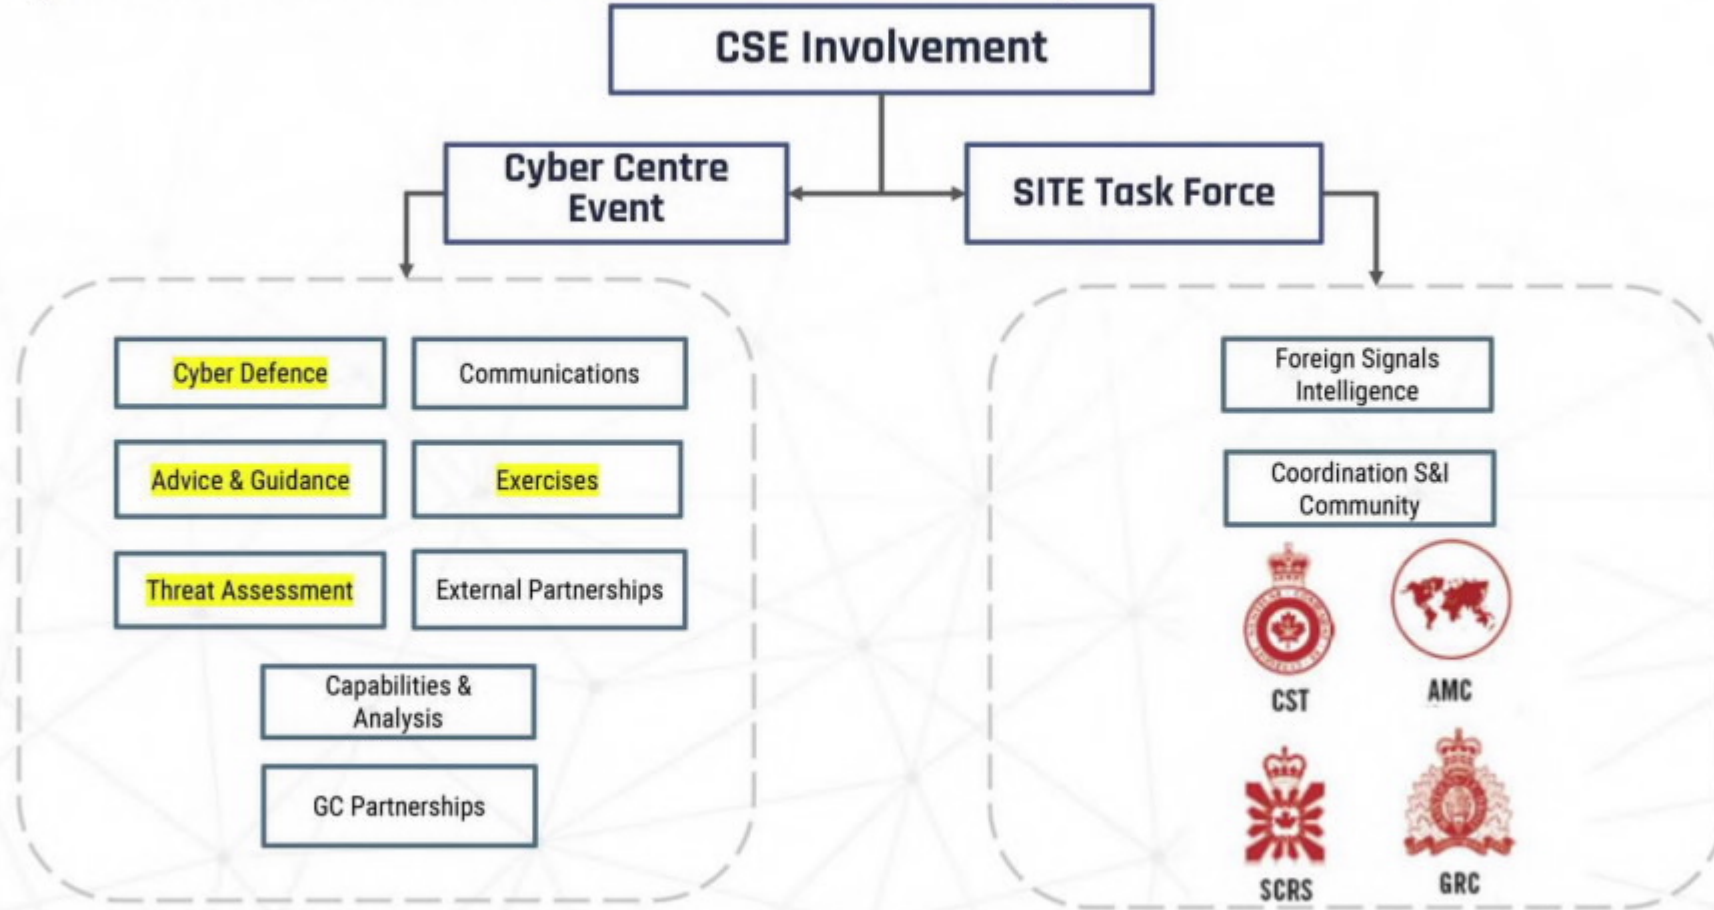 CSE Involvement
Cyber Centre
Event
SITE Task Force
Cyber Defence
Communications
Advice & Guidance
Exercises
Threat Assessment
External Partnerships
Capabilities &
Analysis
GC Partnerships
Foreign Signals
Intelligence
Coordination S&I
Community
CST
AMC
SCRS
GRC